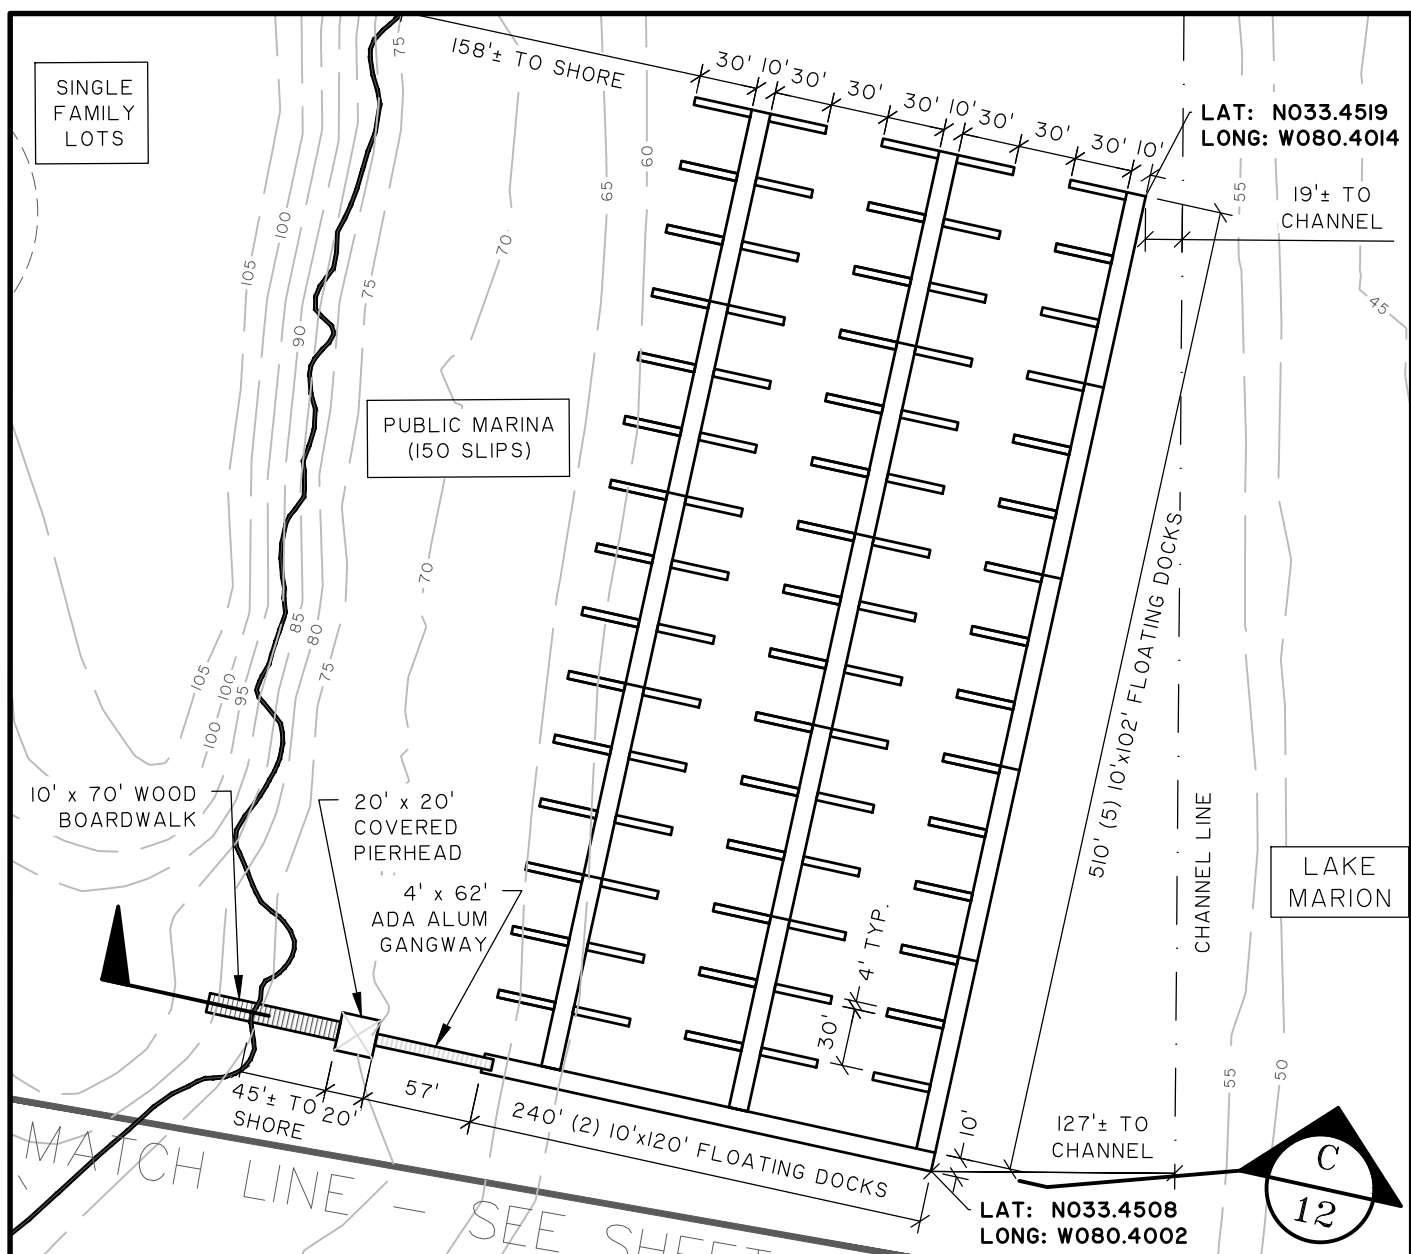 75
158'± TO SHORE
30' 10' 30' 30' 30' 10' 30' 30' 30' 10'
LAT: N033.4519
LONG: W080.4014
SINGLE
FAMILY
LOTS
60
65
55
19'± TO
CHANNEL
100
105
70
75
45
90
PUBLIC MARINA
(150 SLIPS)
510' (5) 10'x102' FLOATING DOCKS
70
85
80
75
105
100
95
100
10' x 70' WOOD
BOARDWALK
20' x 20'
COVERED
PIERHEAD
4' x 62'
ADA ALUM
GANGWAY
CHANNEL LINE
LAKE
MARION
4' TYP.
30'
45'± TO
SHORE
20'
57'
240' (2) 10'x120' FLOATING DOCKS
10'
127'± TO
CHANNEL
55
50
C
12
MATCH LINE - SEE SHEET
LAT: N033.4508
LONG: W080.4002